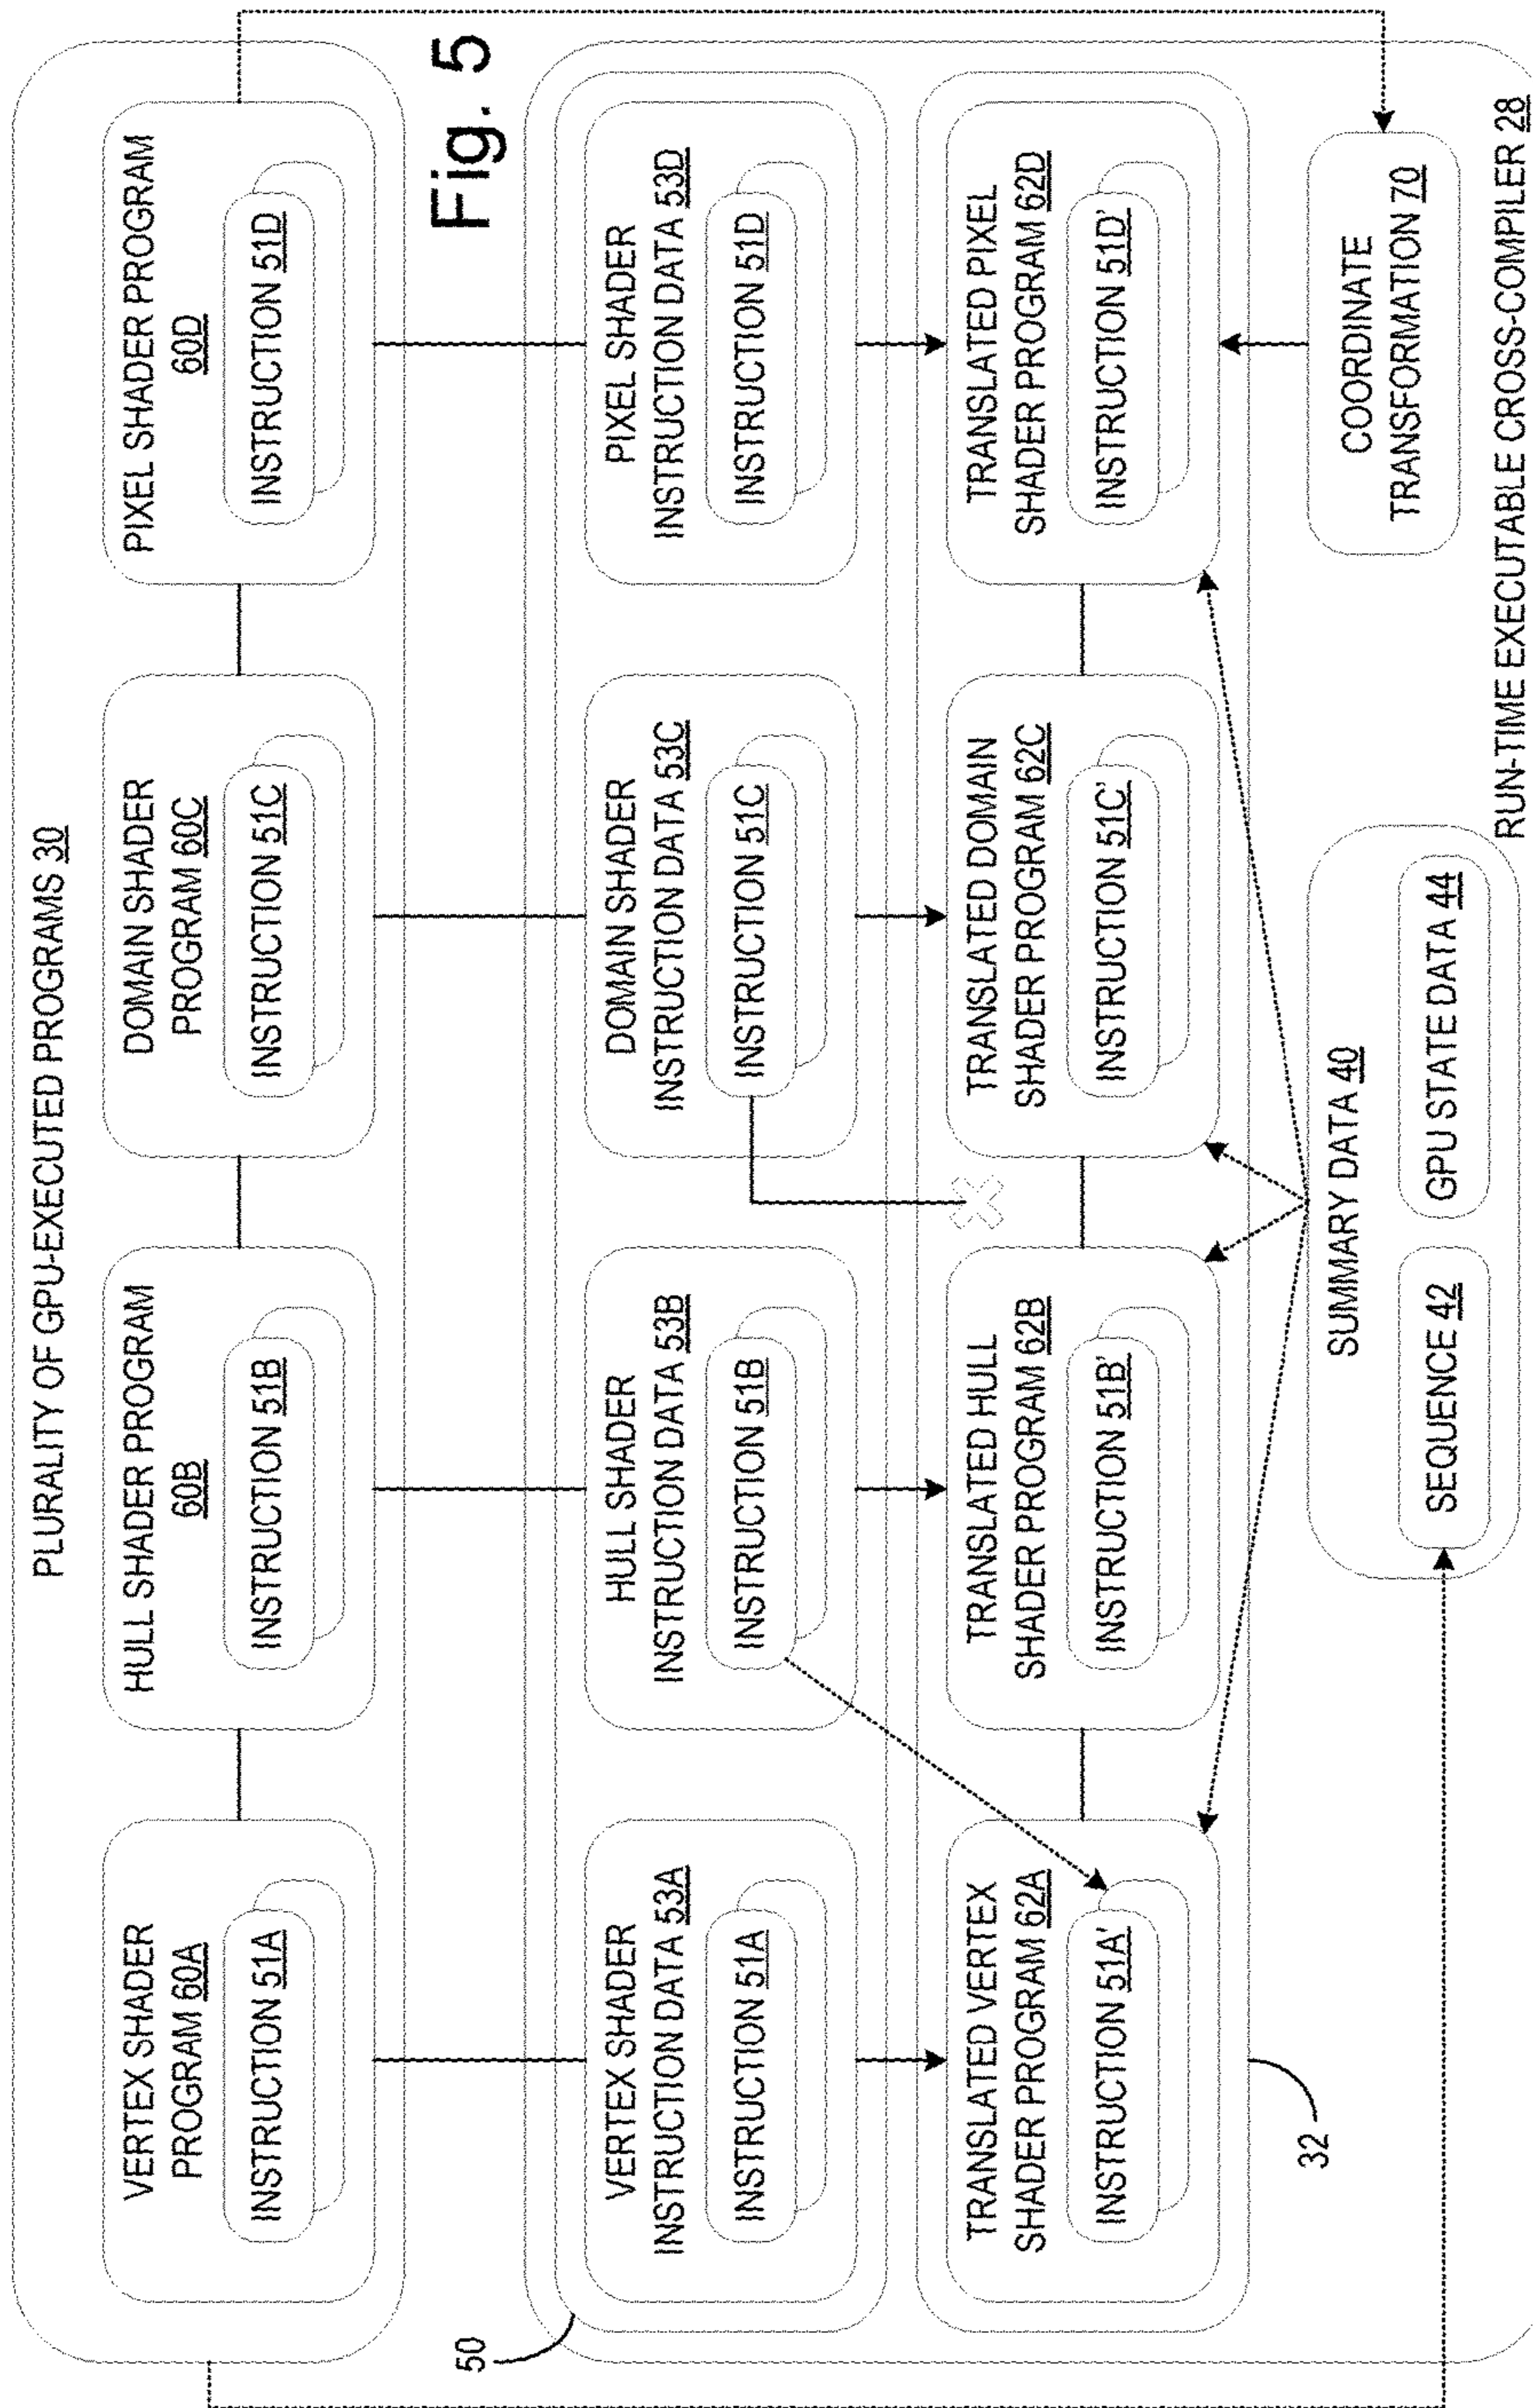 PLURALITY OF GPU-EXECUTED PROGRAMS 30
VERTEX SHADER
PROGRAM 60A
INSTRUCTION 51A
HULL SHADER PROGRAM
60B
INSTRUCTION 51B
DOMAIN SHADER
PROGRAM 60C
INSTRUCTION 51C
PIXEL SHADER PROGRAM
60D
INSTRUCTION 51D
Fig. 5
50
VERTEX SHADER
INSTRUCTION DATA 53A
INSTRUCTION 51A
HULL SHADER
INSTRUCTION DATA 53B
INSTRUCTION 51B
DOMAIN SHADER
INSTRUCTION DATA 53C
INSTRUCTION 51C
PIXEL SHADER
INSTRUCTION DATA 53D
INSTRUCTION 51D
TRANSLATED VERTEX
SHADER PROGRAM 62A
INSTRUCTION 51A'
TRANSLATED HULL
SHADER PROGRAM 62B
INSTRUCTION 51B'
TRANSLATED DOMAIN
SHADER PROGRAM 62C
INSTRUCTION 51C'
TRANSLATED PIXEL
SHADER PROGRAM 62D
INSTRUCTION 51D'
32
SUMMARY DATA 40
SEQUENCE 42
GPU STATE DATA 44
COORDINATE
TRANSFORMATION 70
RUN-TIME EXECUTABLE CROSS-COMPILER 28